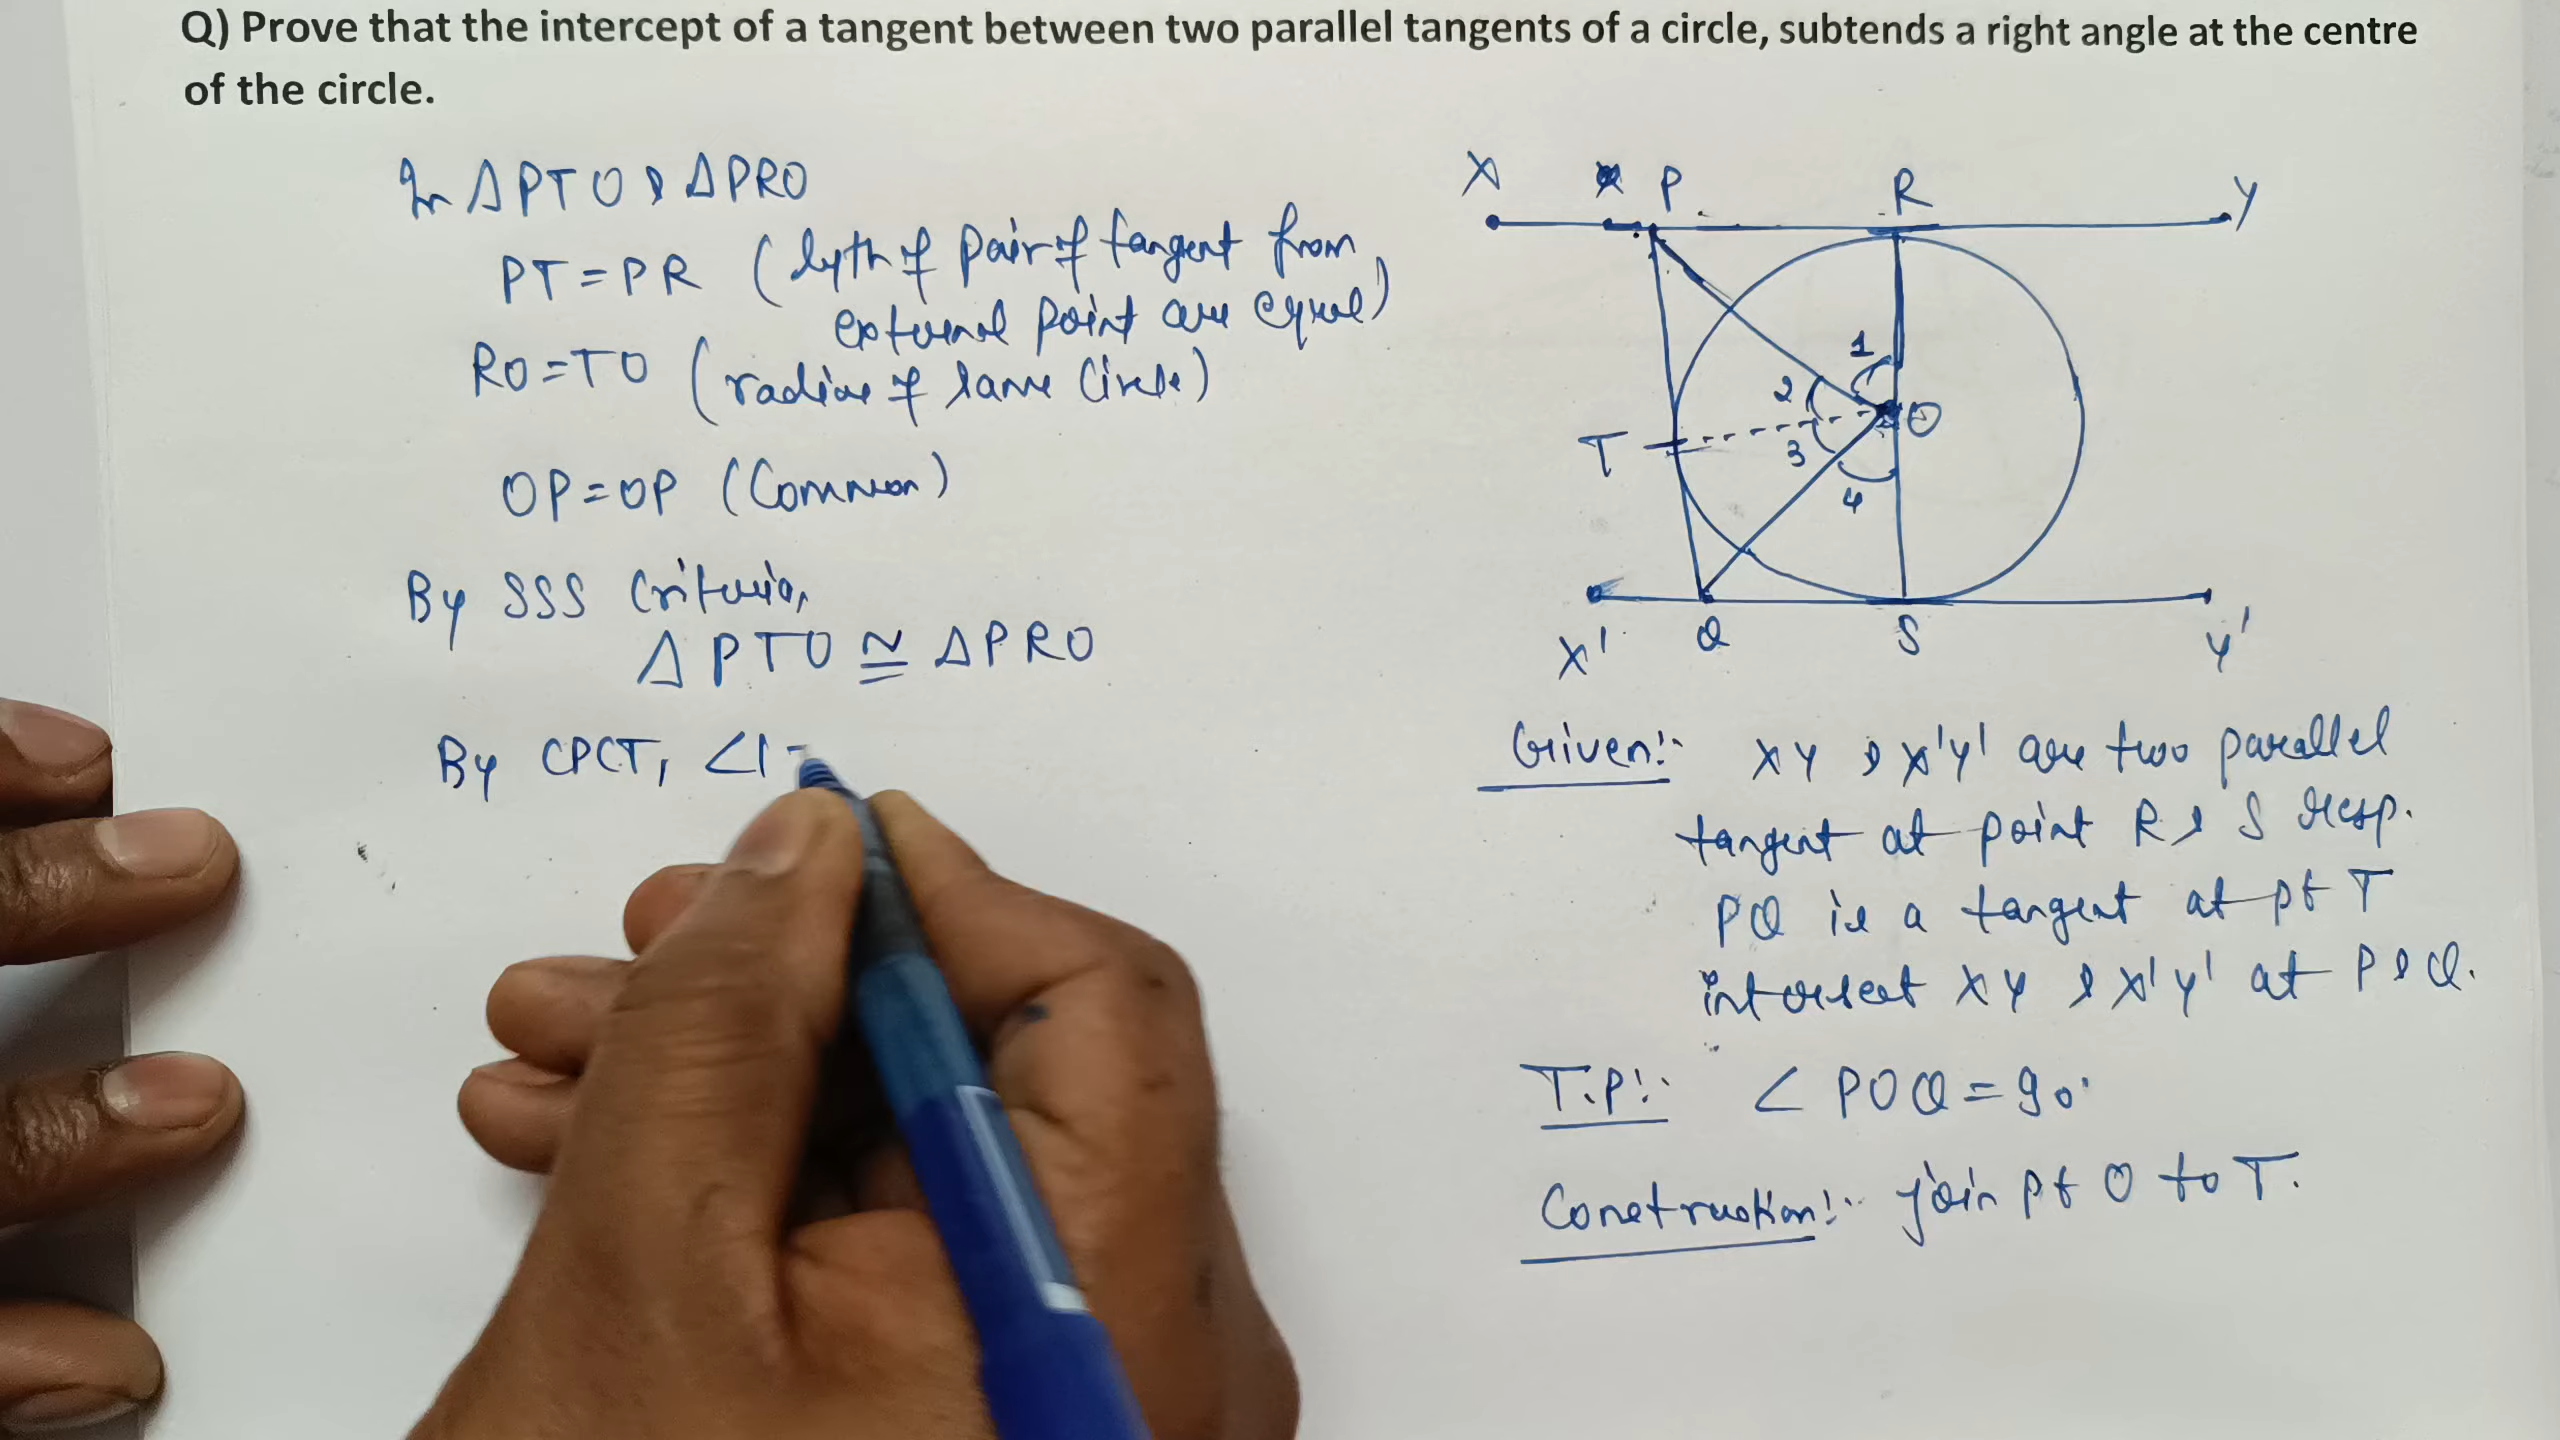 Q) Prove that the intercept of a tangent between two parallel tangents of a circle, subtends a right angle at the centre
of the circle.
In ΔPTO & ΔPRO
PT = PR (length of pair of tangent from
external point are equal)
RO = TO (radius of same circle)
OP = OP (Common)
By SSS Criteria,
Δ PTO ≅ ΔPRO
By CPCT, ∠1
X P R Y
1
2
O
T
3
4
X' Q S Y'
Given:- XY & X'Y' are two parallel
tangent at point R & S resp.
PQ is a tangent at pt T
intersect XY & X'Y' at P & Q.
T.P:- ∠ POQ = 90°
Construction:- join pt O to T.